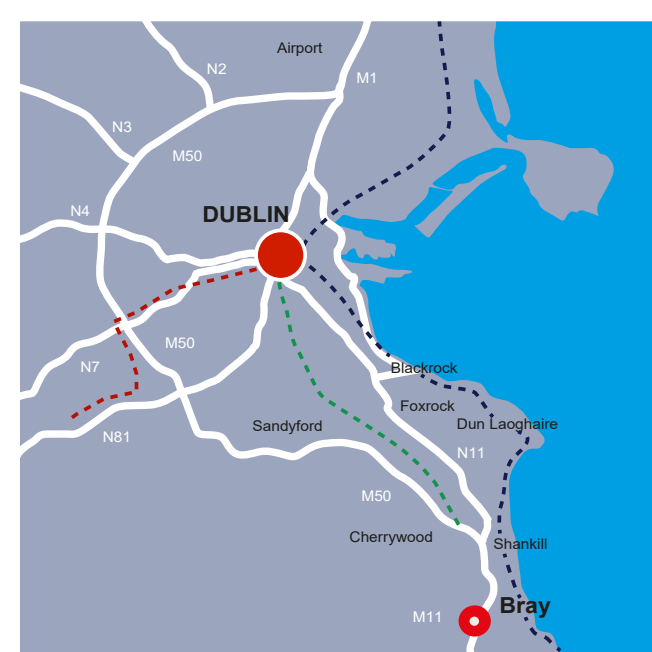 Airport
N2
M1
N3
M50
N4
DUBLIN
M50
N7
Blackrock
Foxrock
Sandyford
Dun Laoghaire
N81
N11
M50
Cherrywood
Shankill
Bray
M11